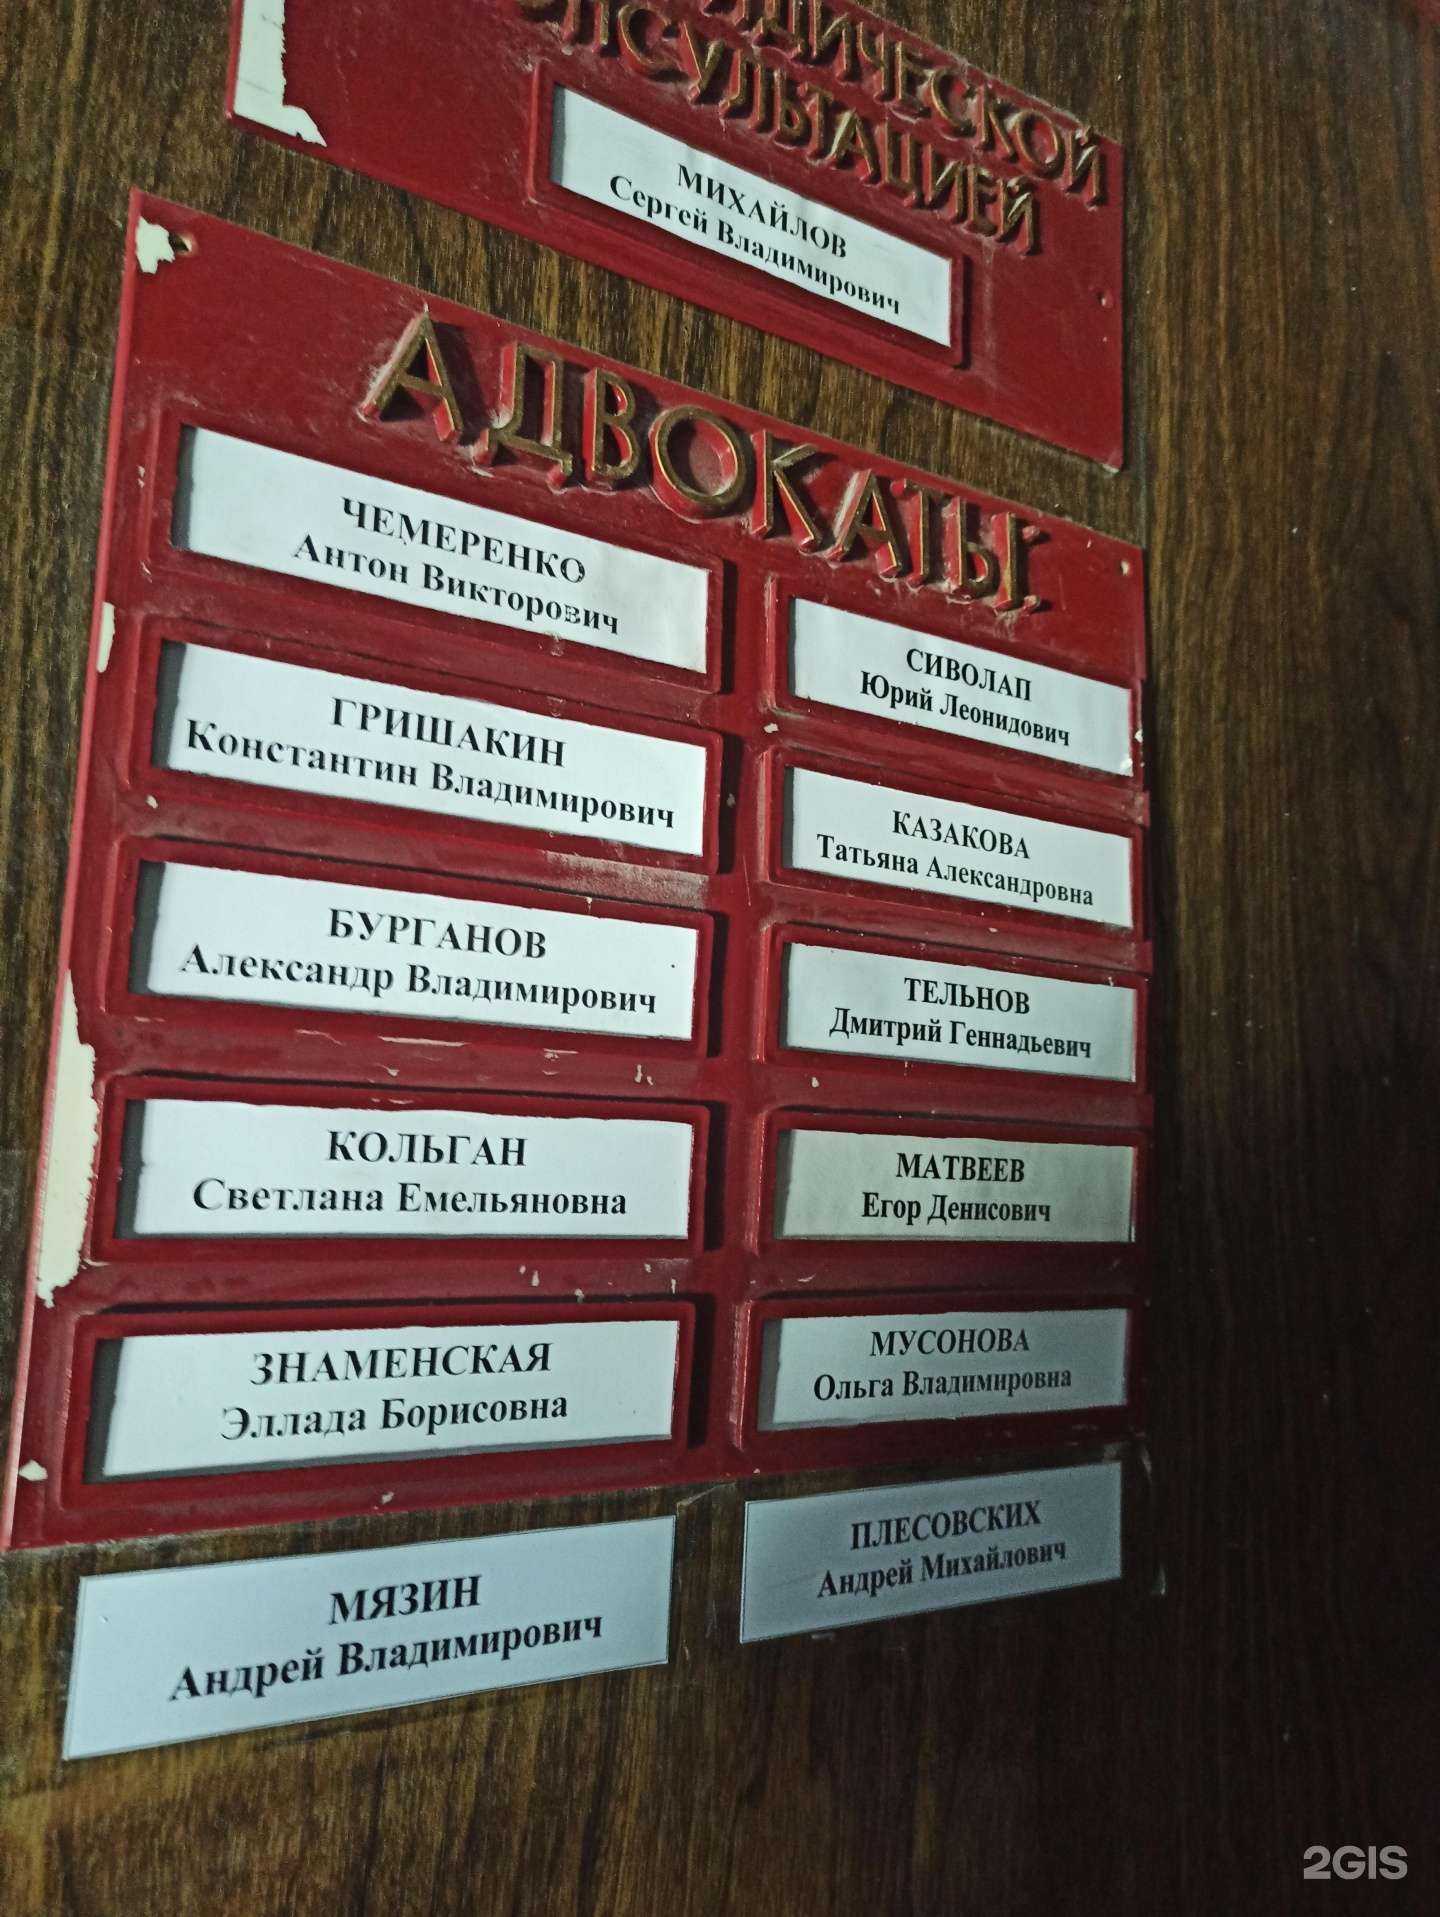 МИХАЙЛОВ
Сергей Владимирович
АДВОКАТЫ
ЧЕМЕРЕНКО
Антон Викторович
ГРИШАКИН
Константин Владимирович
БУРГАНОВ
Александр Владимирович
КОЛЬГАН
Светлана Емельяновна
ЗНАМЕНСКАЯ
Эллада Борисовна
МЯЗИН
Андрей Владимирович
СИВОЛАП
Юрий Леонидович
КАЗАКОВА
Татьяна Александровна
ТЕЛЬНОВ
Дмитрий Геннадьевич
МАТВЕЕВ
Егор Денисович
МУСОНОВА
Ольга Владимировна
ПЛЕСОВСКИХ
Андрей Михайлович
2GIS